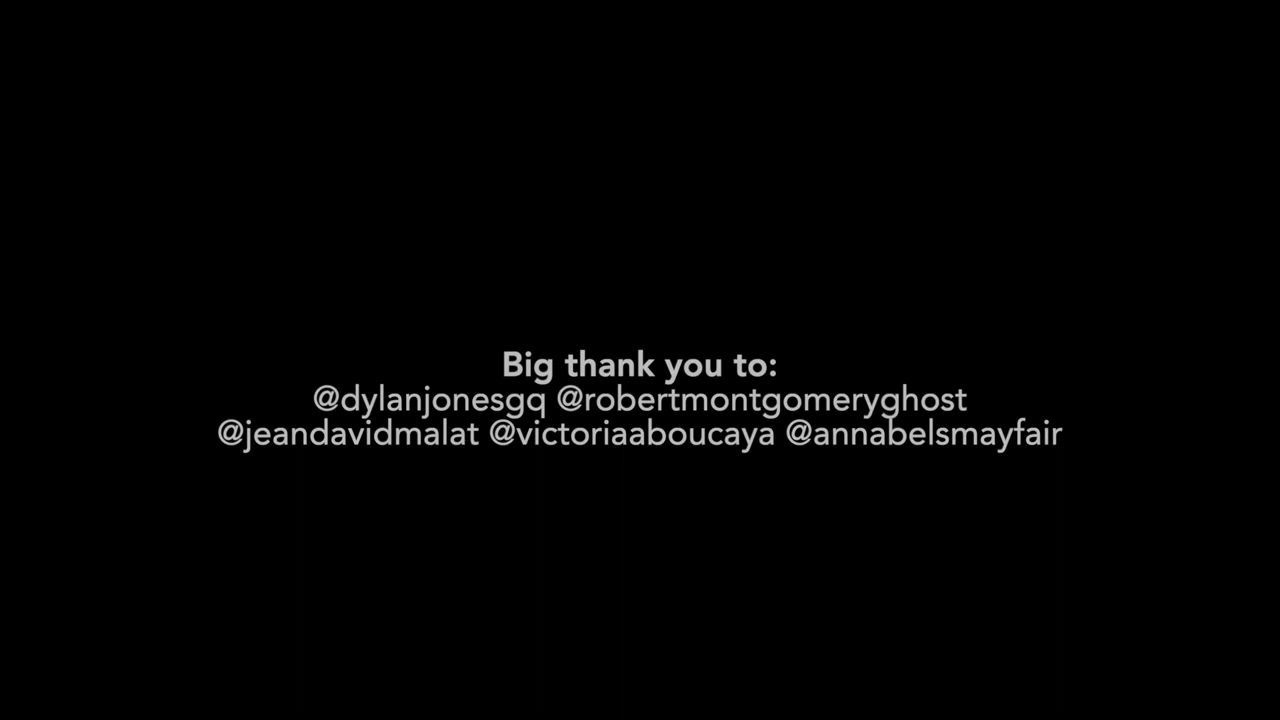 Big thank you to:
@dylanjonesgq @robertmontgomeryghost
@jeandavidmalat @victoriaaboucaya @annabelsmayfair